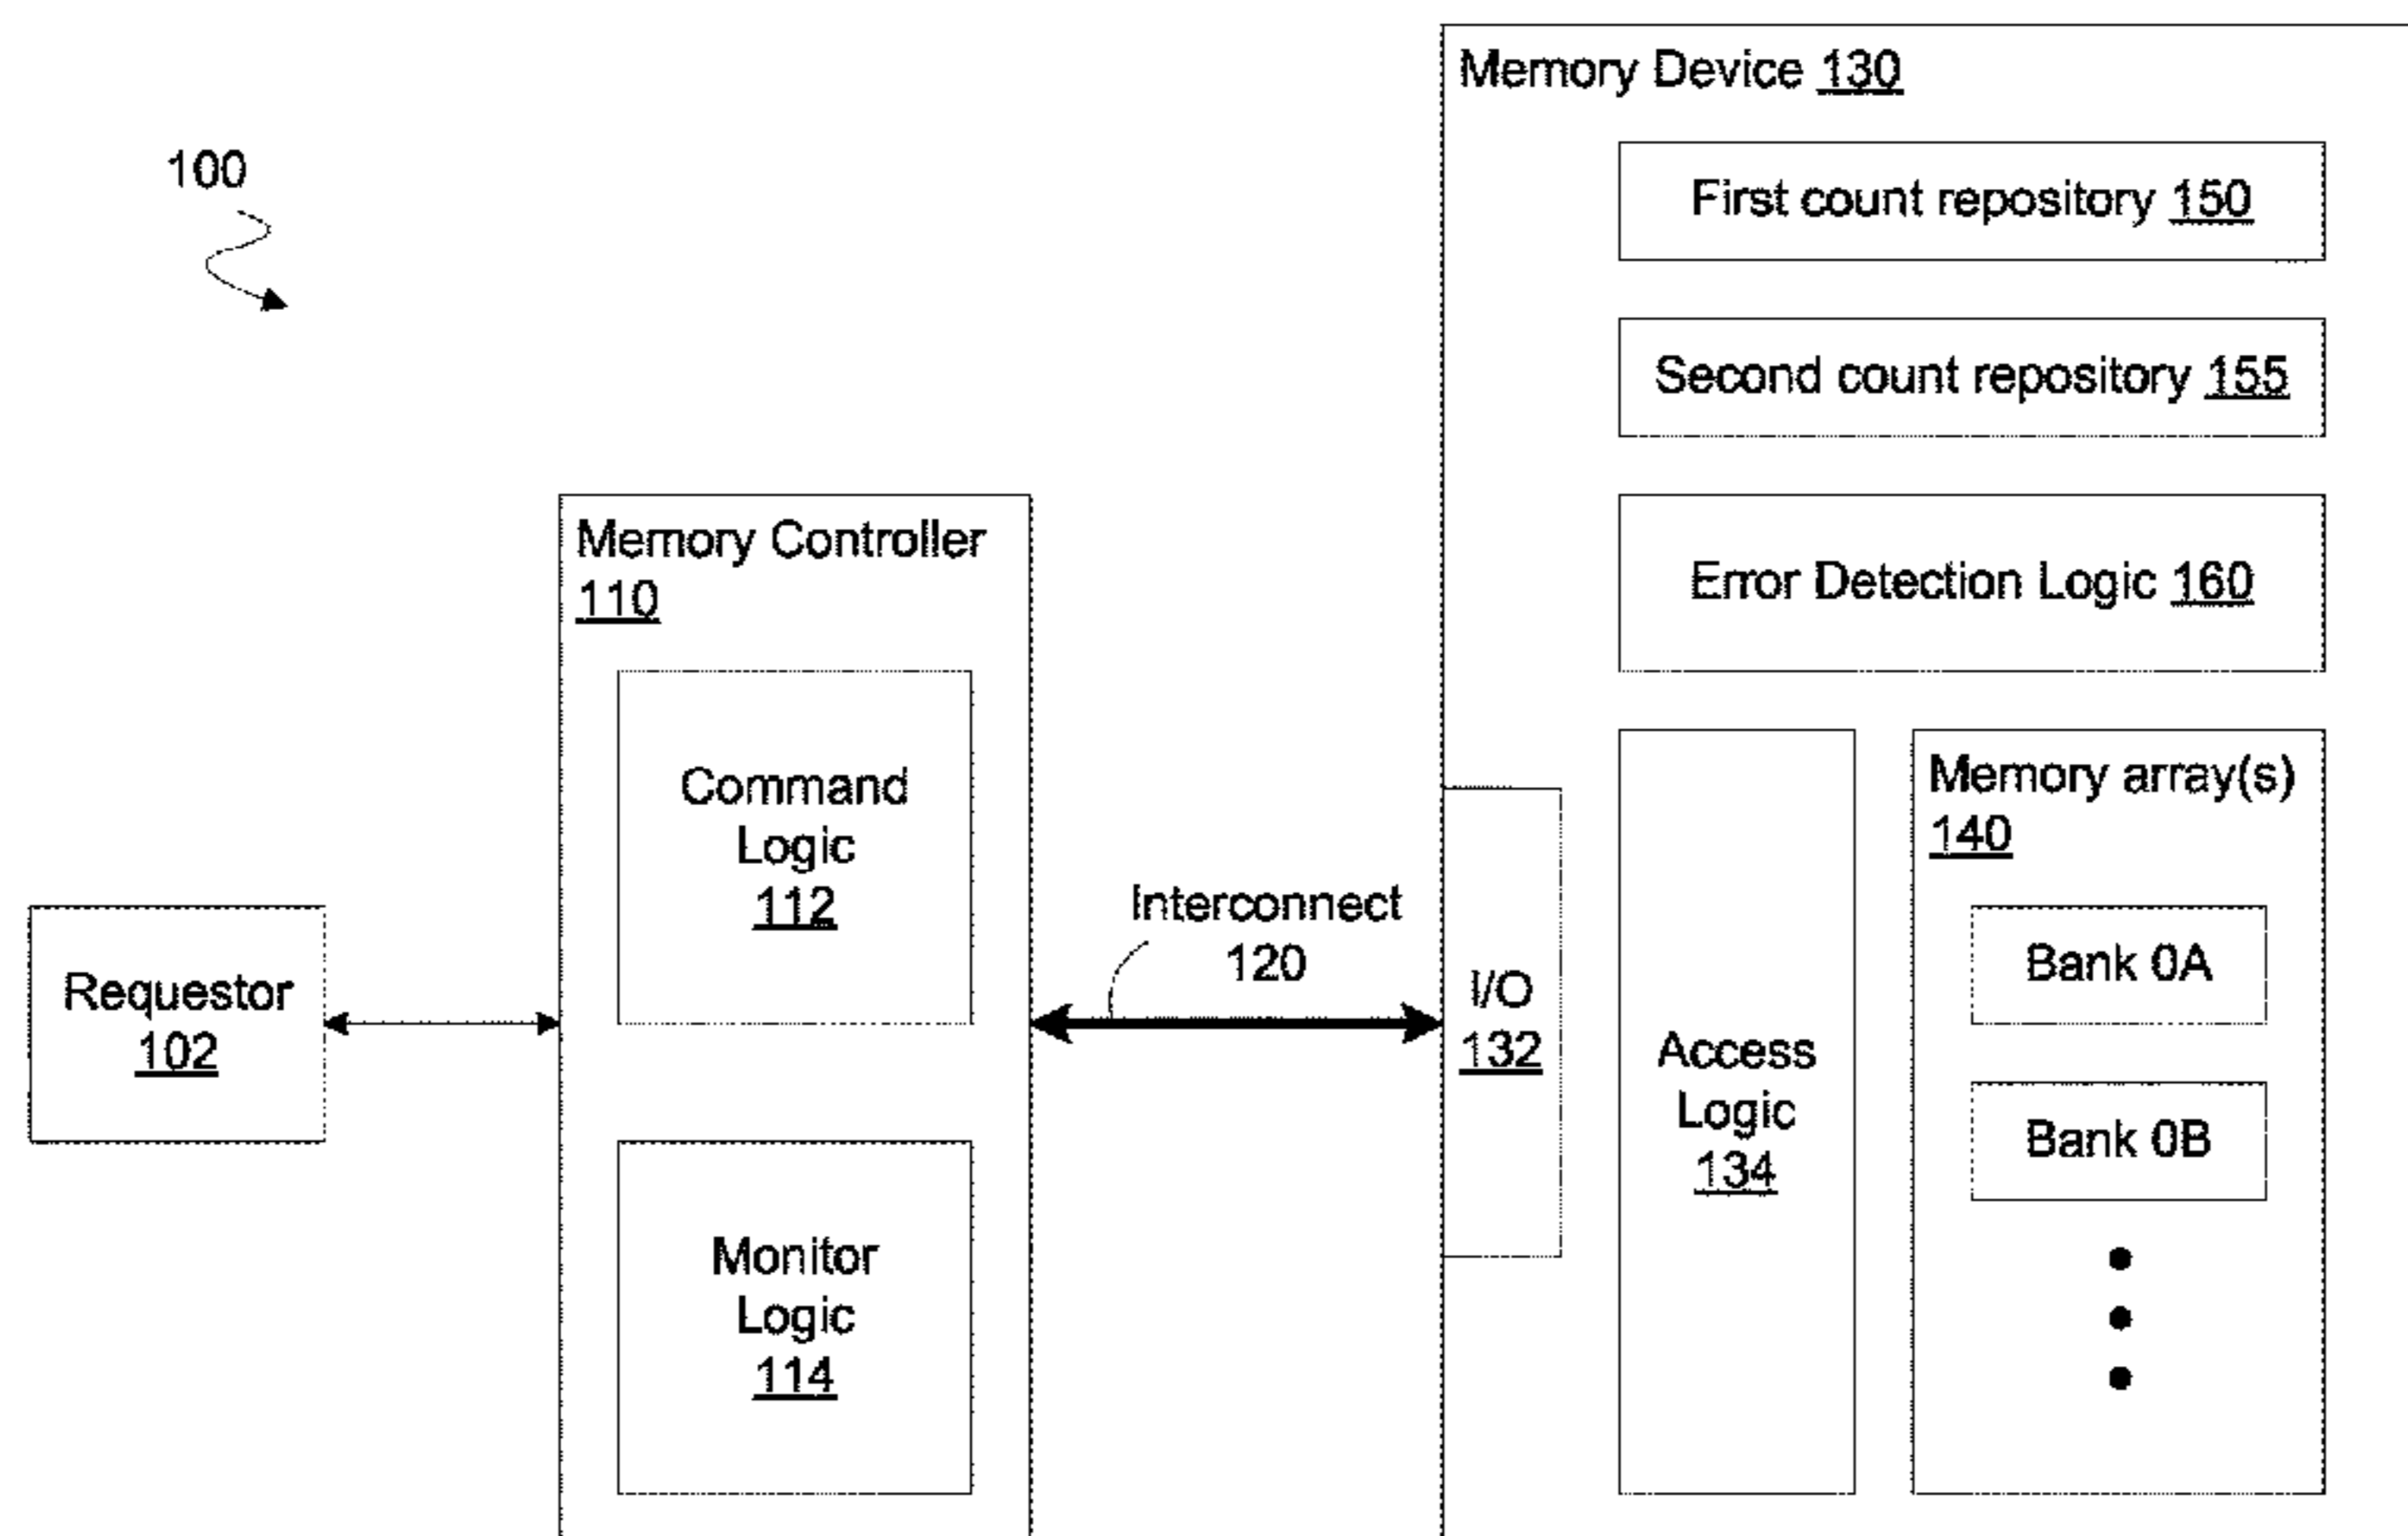 100
Requestor
102
Memory Controller
110
Command
Logic
112
Monitor
Logic
114
Interconnect
120
Memory Device 130
First count repository 150
Second count repository 155
Error Detection Logic 160
I/O
132
Access
Logic
134
Memory array(s)
140
Bank 0A
Bank 0B